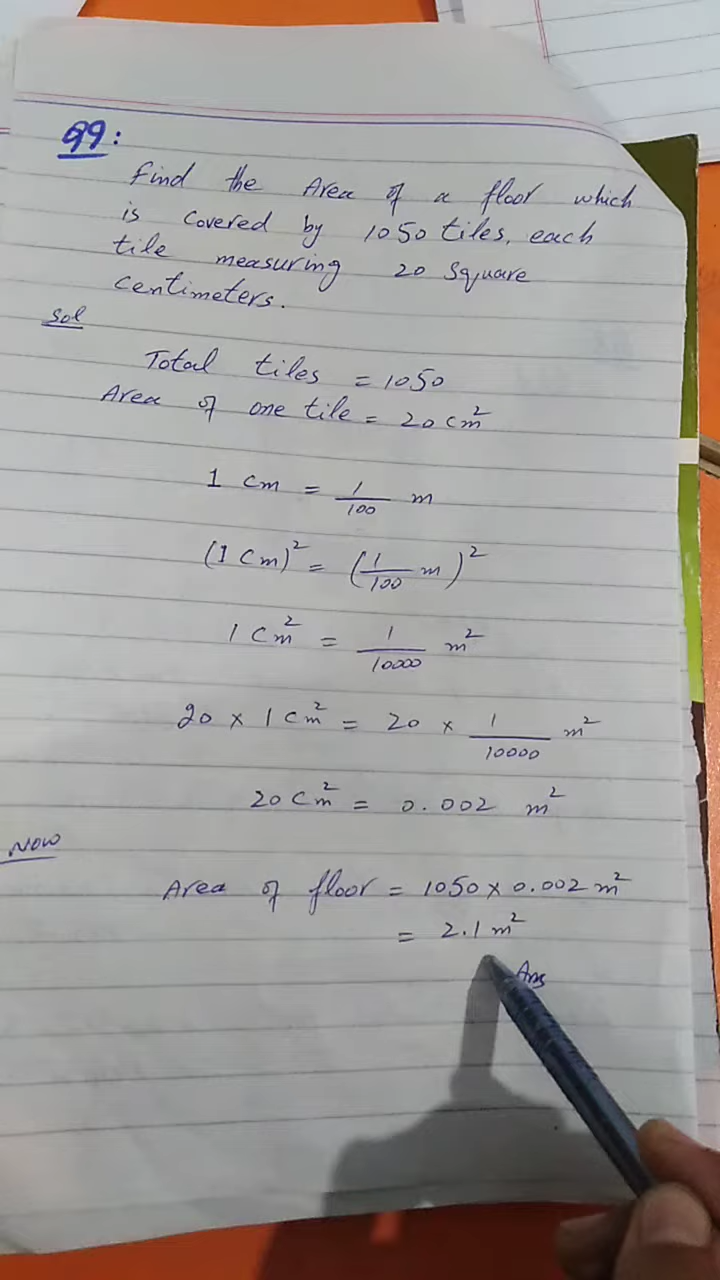 Q9:
Find the Area of a floor which
is covered by 1050 tiles, each
tile measuring 20 square
centimeters.
Sol
Total tiles = 1050
Area of one tile = 20 cm²
1 cm = 1/100 m
(1 cm)² = (1/100 m)²
1 cm² = 1/10000 m²
20 × 1 cm² = 20 × 1/10000 m²
20 cm² = 0.002 m²
Now
Area of floor = 1050 × 0.002 m²
= 2.1 m²
Ans